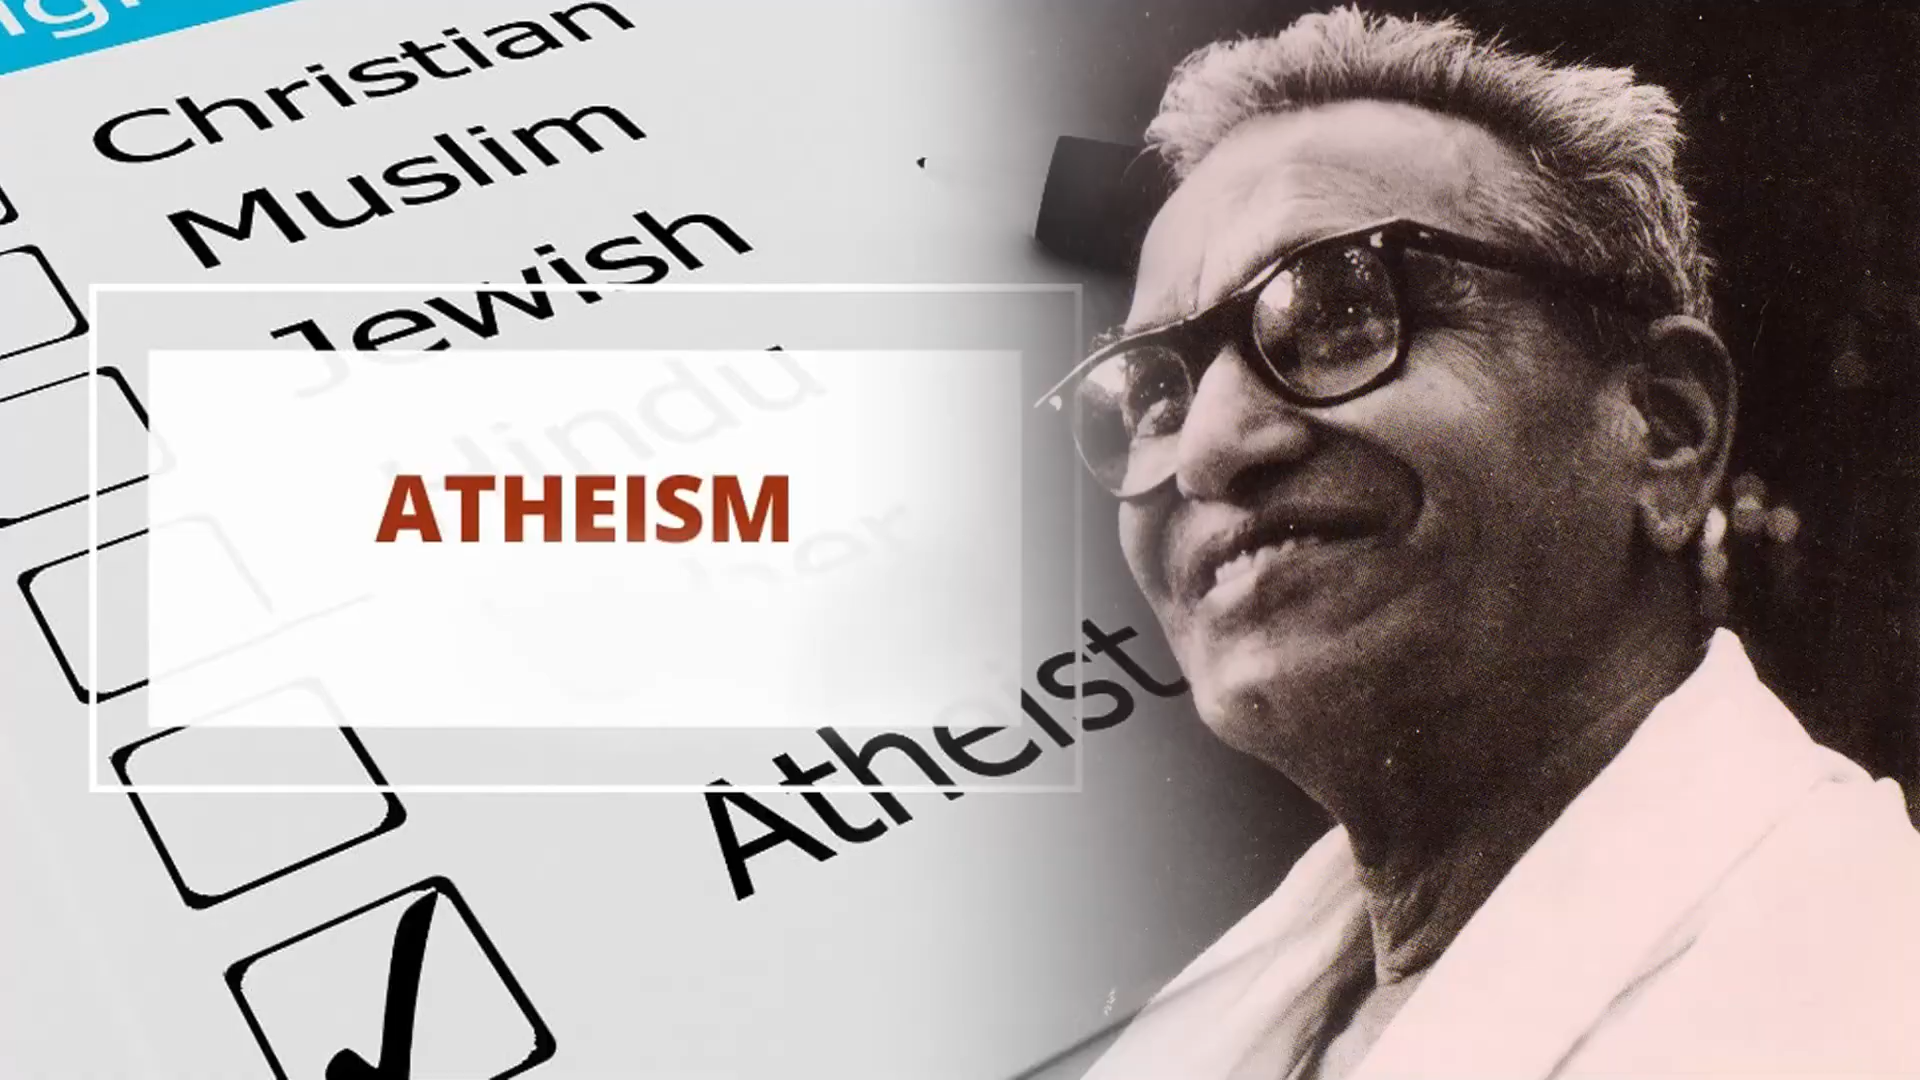 Christian
Muslim
Jewish
Hindu
ATHEISM
Atheist